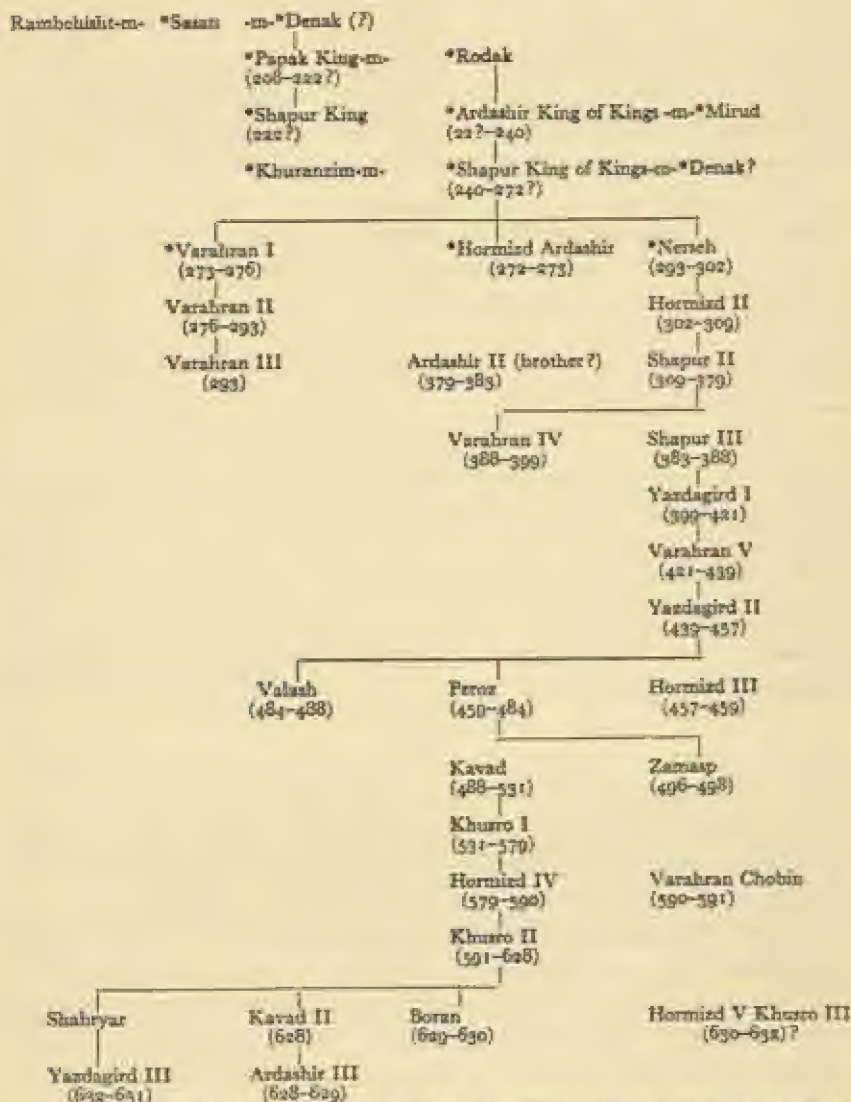 Rambehisht-m- *Sasan -m-*Denak (?)
*Papak King-m- *Rodak
(208-222?)
*Shapur King *Ardashir King of Kings -m-*Mirud
(222?) (22?-240)
*Khuranzim-m- *Shapur King of Kings-m-*Denak?
(240-272?)
*Varahran I *Hormizd Ardashir *Nerseh
(273-276) (272-273) (293-302)
Varahran II Hormizd II
(276-293) (302-309)
Varahran III Ardashir II (brother?) Shapur II
(293) (379-383) (309-379)
Varahran IV Shapur III
(388-399) (383-388)
Yazdagird I
(399-421)
Varahran V
(421-439)
Yazdagird II
(439-457)
Valash Peroz Hormizd III
(484-488) (459-484) (457-459)
Kavad Zamasp
(488-531) (496-498)
Khusro I
(531-579)
Hormizd IV Varahran Chobin
(579-590) (590-591)
Khusro II
(591-628)
Shahryar Kavad II Boran Hormizd V Khusro III
(628) (629-630) (630-632)?
Yazdagird III Ardashir III
(632-651) (628-629)